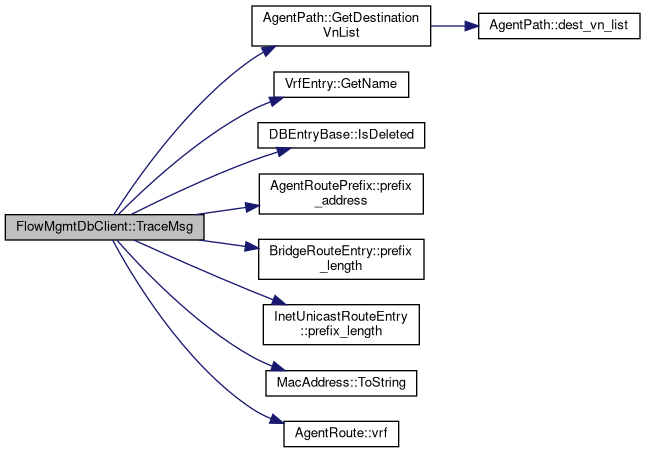 AgentPath::GetDestination
VnList
AgentPath::dest_vn_list
VrfEntry::GetName
DBEntryBase::IsDeleted
AgentRoutePrefix::prefix
_address
FlowMgmtDbClient::TraceMsg
BridgeRouteEntry::prefix
_length
InetUnicastRouteEntry
::prefix_length
MacAddress::ToString
AgentRoute::vrf